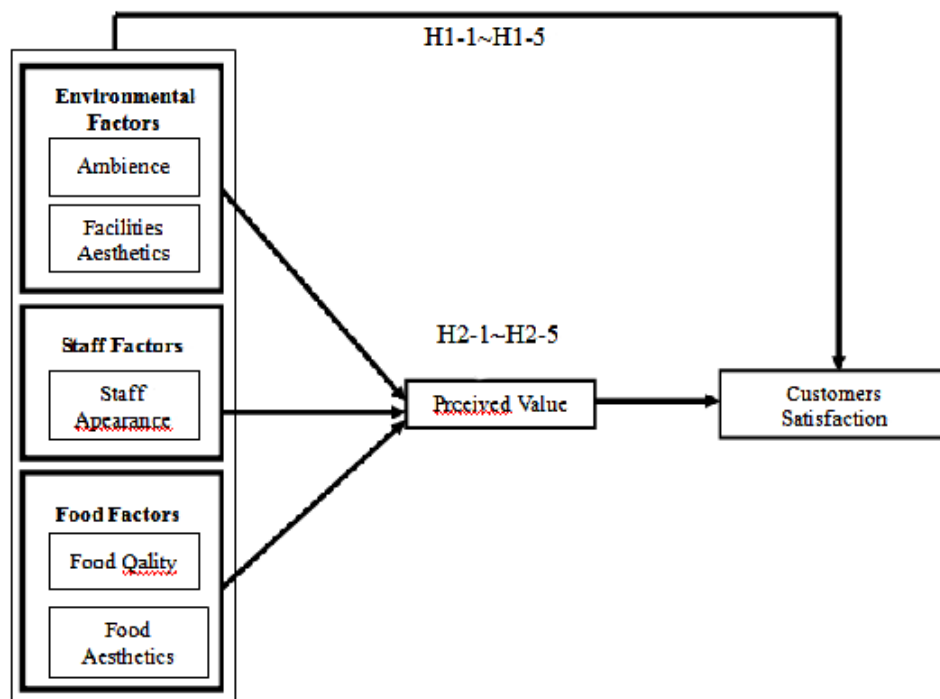 H1-1~H1-5
Environmental
Factors
Ambience
Facilities
Aesthetics
Staff Factors
Staff
Apearance
Food Factors
Food Qality
Food
Aesthetics
H2-1~H2-5
Prceived Value
Customers
Satisfaction